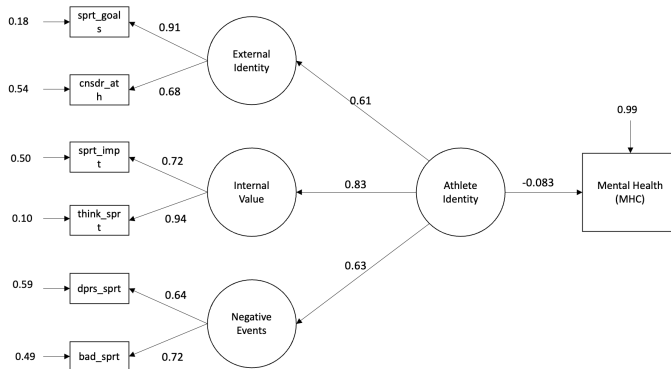 0.18
sprt_goal
s
0.91
External
Identity
0.54
cnsdr_at
h
0.68
0.61
0.99
0.50
sprt_imp
t
0.72
Internal
Value
0.83
Athlete
Identity
-0.083
Mental Health
(MHC)
0.10
think_spr
t
0.94
0.63
0.59
dprs_sprt
0.64
Negative
Events
0.49
bad_sprt
0.72